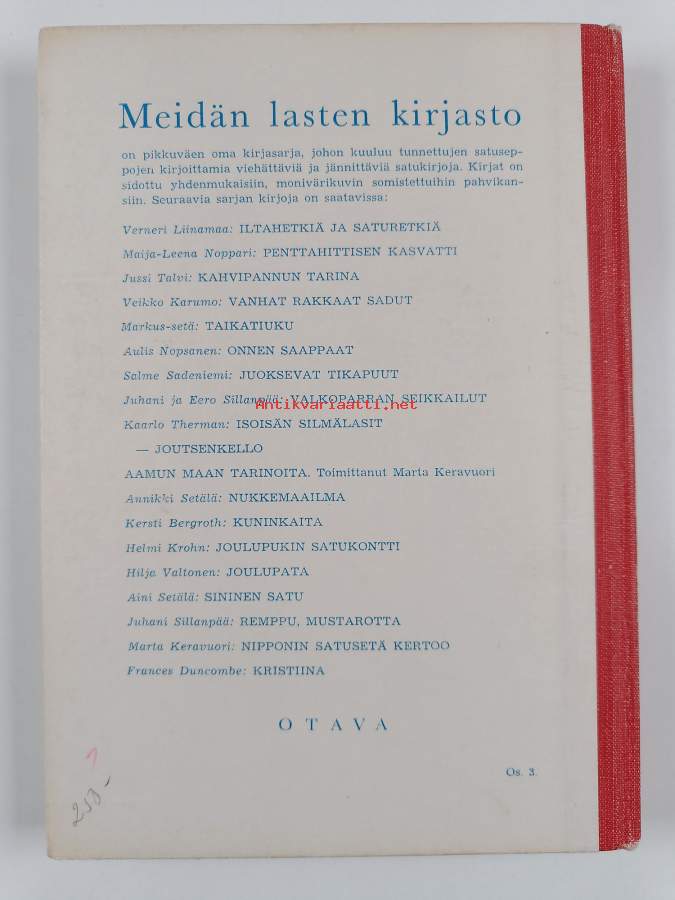 Meidän lasten kirjasto
on pikkuväen oma kirjasarja, johon kuuluu tunnettujen satusep-
pojen kirjoittamia viehättäviä ja jännittäviä satukirjoja. Kirjat on
sidottu yhdenmukaisiin, monivärikuvin somistettuihin pahvikan-
siin. Seuraavia sarjan kirjoja on saatavissa:
Verneri Liinamaa: ILTAHETKIÄ JA SATURETKIÄ
Maija-Leena Noppari: PENTTAHITTISEN KASVATTI
Jussi Talvi: KAHVIPANNUN TARINA
Veikko Karumo: VANHAT RAKKAAT SADUT
Markus-setä: TAIKATIUKU
Aulis Nopsanen: ONNEN SAAPPAAT
Salme Sadeniemi: JUOKSEVAT TIKAPUUT
Juhani ja Eero Sillanpää: VALKOPARRAN SEIKKAILUT
Antikvariaatti.net
Kaarlo Therman: ISOISÄN SILMÄLASIT
— JOUTSENKELLO
AAMUN MAAN TARINOITA. Toimittanut Marta Keravuori
Annikki Setälä: NUKKEMAAILMA
Kersti Bergroth: KUNINKAITA
Helmi Krohn: JOULUPUKIN SATUKONTTI
Hilja Valtonen: JOULUPATA
Aini Setälä: SININEN SATU
Juhani Sillanpää: REMPPU, MUSTAROTTA
Marta Keravuori: NIPPONIN SATUSETÄ KERTOO
Frances Duncombe: KRISTIINA
OTAVA
Os. 3.
1
250-